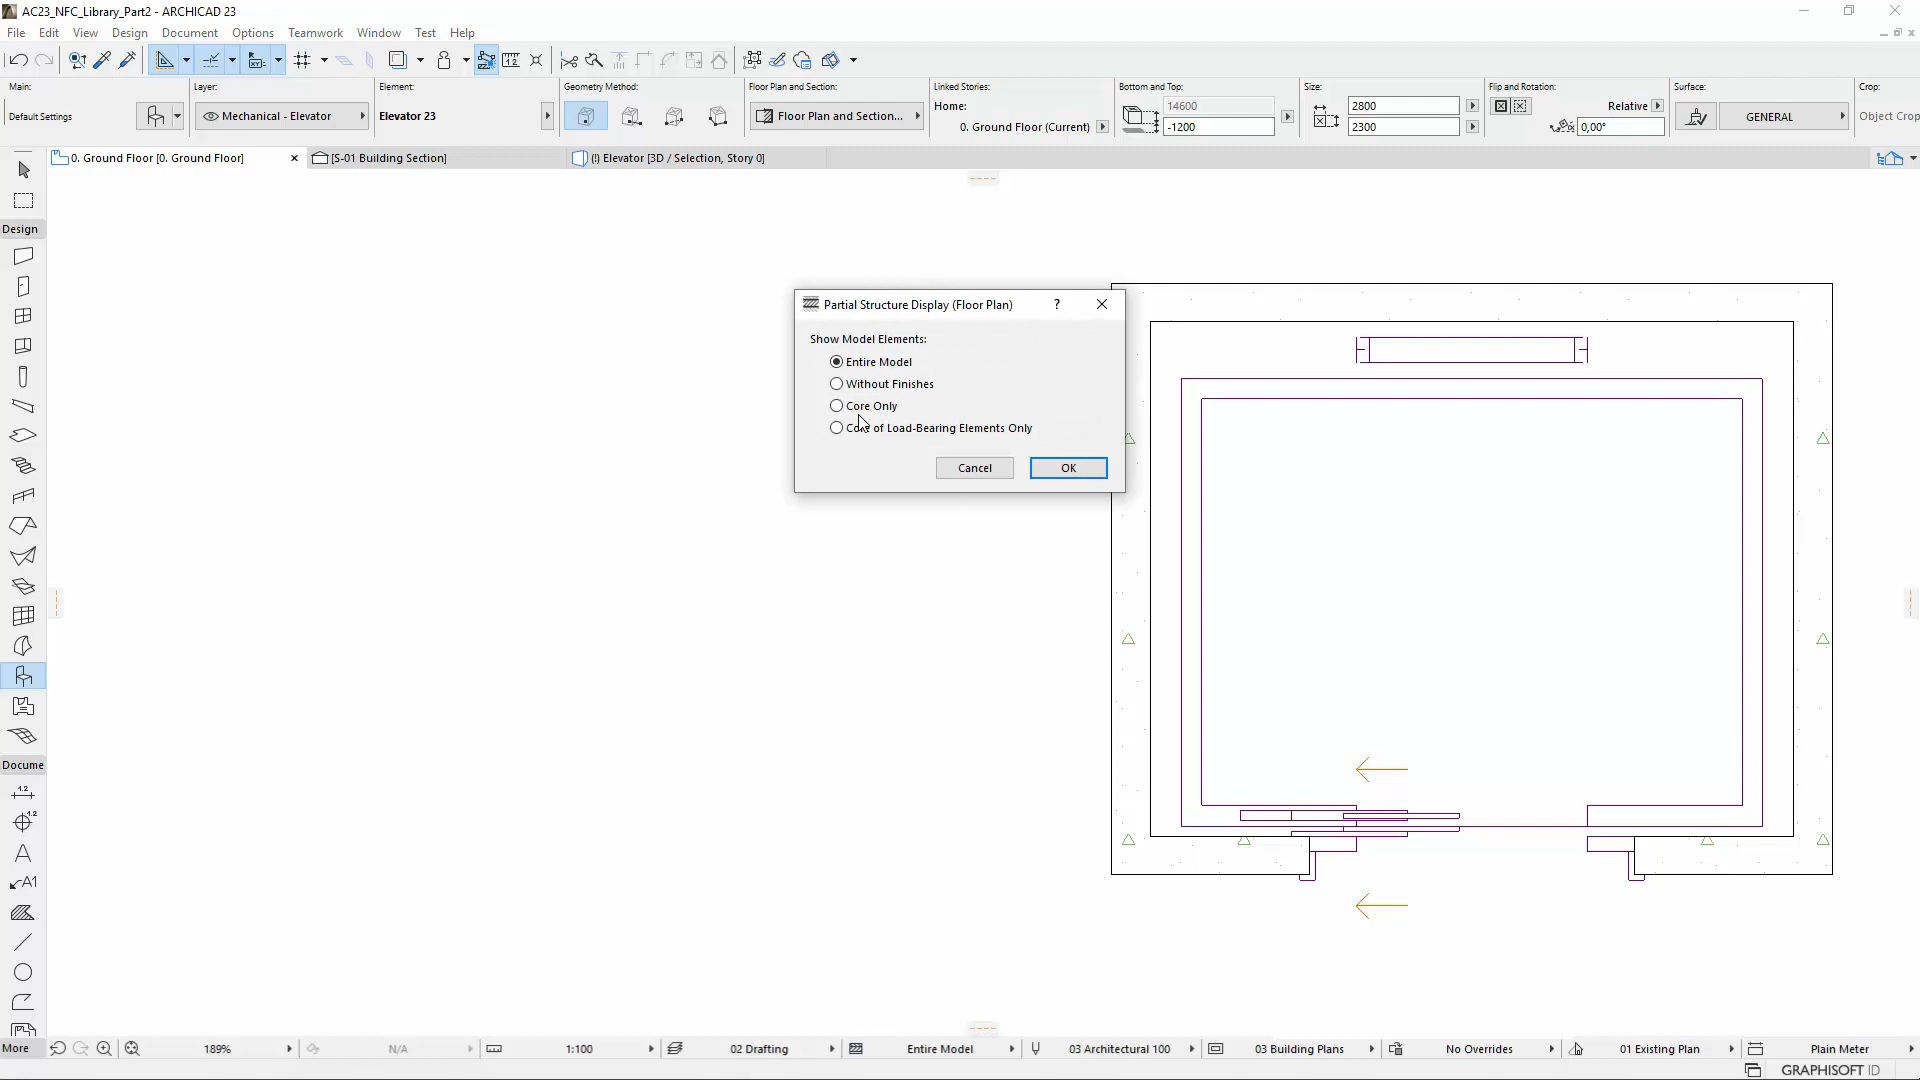 AC23_NFC_Library_Part2 - ARCHICAD 23
File Edit View Design Document Options Teamwork Window Test Help
Main: Layer: Element: Geometry Method: Floor Plan and Section: Linked Stories: Bottom and Top: Size: Flip and Rotation: Surface: Crop:
Default Settings Mechanical - Elevator Elevator 23 Floor Plan and Section... Home: 14600 2800 Relative GENERAL Object Crop
0. Ground Floor (Current) -1200 2300 0,00°
0. Ground Floor [0. Ground Floor] [S-01 Building Section] (!) Elevator [3D / Selection, Story 0]
Design
Partial Structure Display (Floor Plan) ?
Show Model Elements:
Entire Model
Without Finishes
Core Only
Core of Load-Bearing Elements Only
Cancel OK
Docume
1.2
1.2
A
A1
More 189% N/A 1:100 02 Drafting Entire Model 03 Architectural 100 03 Building Plans No Overrides 01 Existing Plan Plain Meter
GRAPHISOFT ID